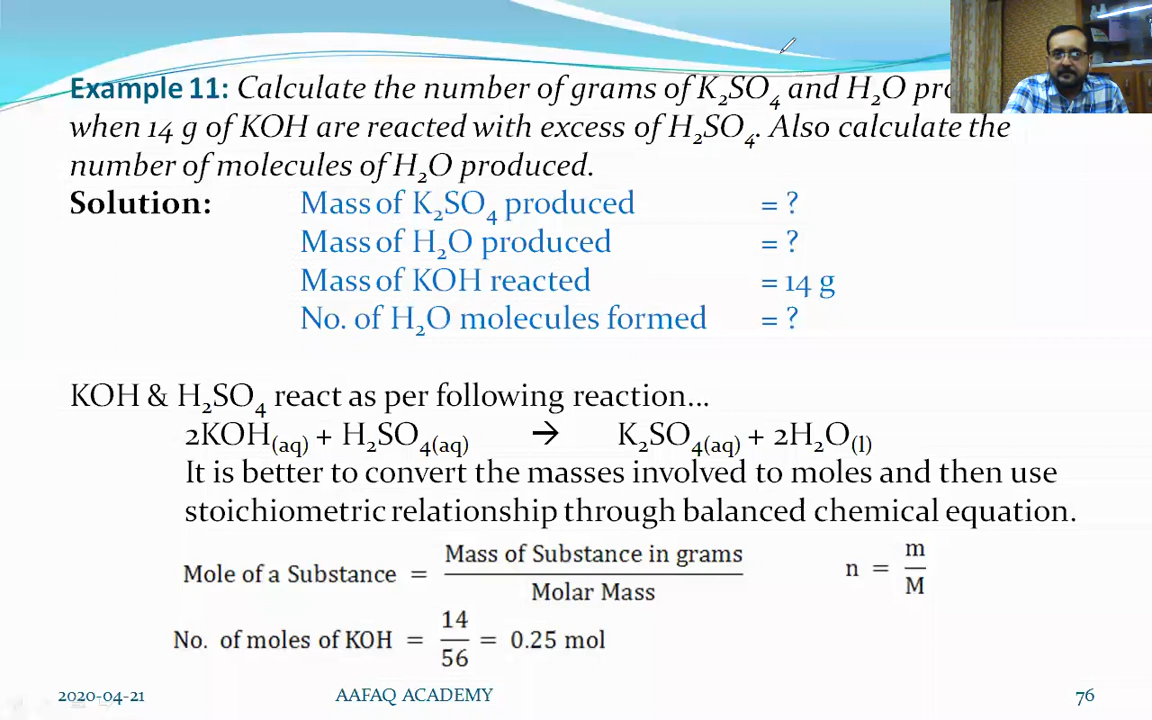 Example 11: Calculate the number of grams of K₂SO₄ and H₂O
when 14 g of KOH are reacted with excess of H₂SO₄. Also calculate the
number of molecules of H₂O produced.
Solution: Mass of K₂SO₄ produced = ?
Mass of H₂O produced = ?
Mass of KOH reacted = 14 g
No. of H₂O molecules formed = ?
KOH & H₂SO₄ react as per following reaction...
2KOH(aq) + H₂SO₄(aq) → K₂SO₄(aq) + 2H₂O(l)
It is better to convert the masses involved to moles and then use
stoichiometric relationship through balanced chemical equation.
Mole of a Substance = Mass of Substance in grams / Molar Mass n = m / M
No. of moles of KOH = 14 / 56 = 0.25 mol
2020-04-21 AAFAQ ACADEMY 76